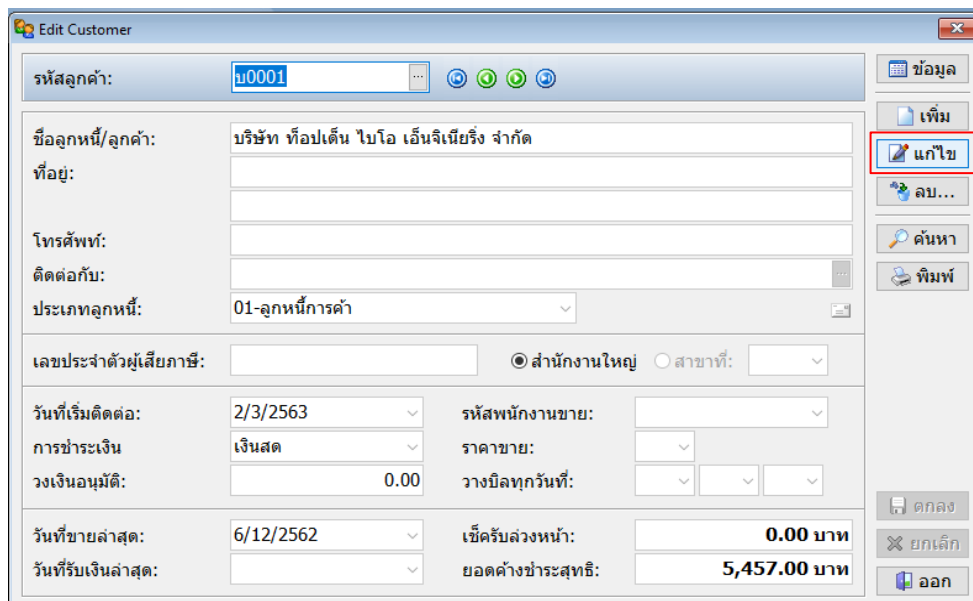 Edit Customer
รหัสลูกค้า: บ0001 ...
ข้อมูล
เพิ่ม
ชื่อลูกหนี้/ลูกค้า: บริษัท ท็อปเต็น ไบโอ เอ็นจิเนียริ่ง จำกัด
แก้ไข
ที่อยู่:
ลบ...
โทรศัพท์:
ค้นหา
ติดต่อกับ: ...
พิมพ์
ประเภทลูกหนี้: 01-ลูกหนี้การค้า
เลขประจำตัวผู้เสียภาษี: สำนักงานใหญ่ สาขาที่:
วันที่เริ่มติดต่อ: 2/3/2563 รหัสพนักงานขาย:
การชำระเงิน เงินสด ราคาขาย:
วงเงินอนุมัติ: 0.00 วางบิลทุกวันที่:
ตกลง
วันที่ขายล่าสุด: 6/12/2562 เช็ครับล่วงหน้า: 0.00 บาท
ยกเลิก
วันที่รับเงินล่าสุด: ยอดค้างชำระสุทธิ: 5,457.00 บาท
ออก